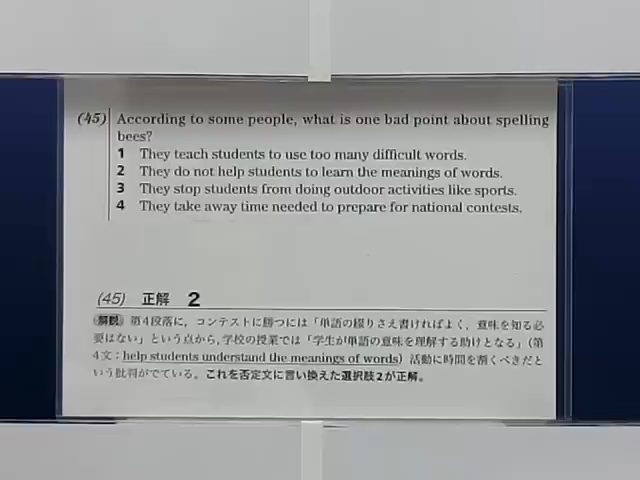 (45) According to some people, what is one bad point about spelling
bees?
1 They teach students to use too many difficult words.
2 They do not help students to learn the meanings of words.
3 They stop students from doing outdoor activities like sports.
4 They take away time needed to prepare for national contests.
(45) 正解 2
解説 第4段落に，コンテストに勝つには「単語の綴りさえ書ければよく，意味を知る必
要はない」という点から，学校の授業では「学生が単語の意味を理解する助けとなる」（第
4文：help students understand the meanings of words）活動に時間を割くべきだと
いう批判がでている。これを否定文に言い換えた選択肢2が正解。